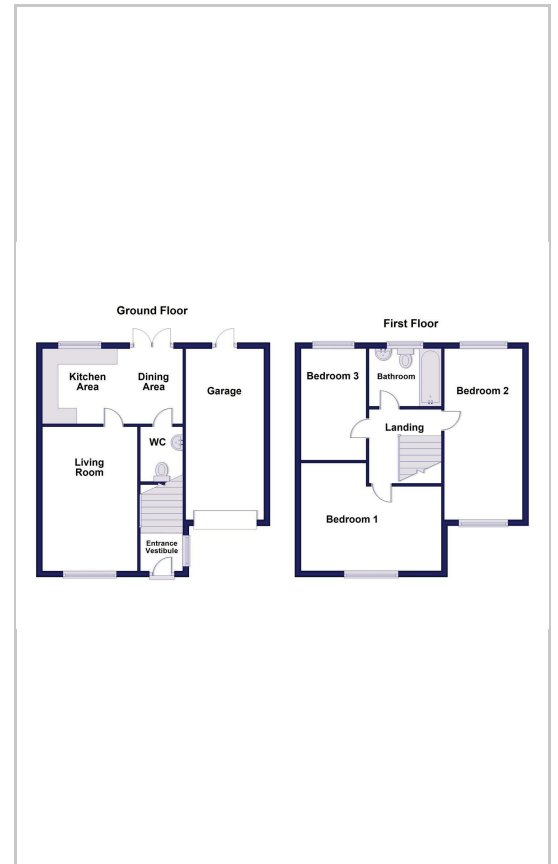 Ground Floor
Kitchen
Area
Dining
Area
Garage
WC
Living
Room
Entrance
Vestibule
First Floor
Bedroom 3
Bathroom
Bedroom 2
Landing
Bedroom 1